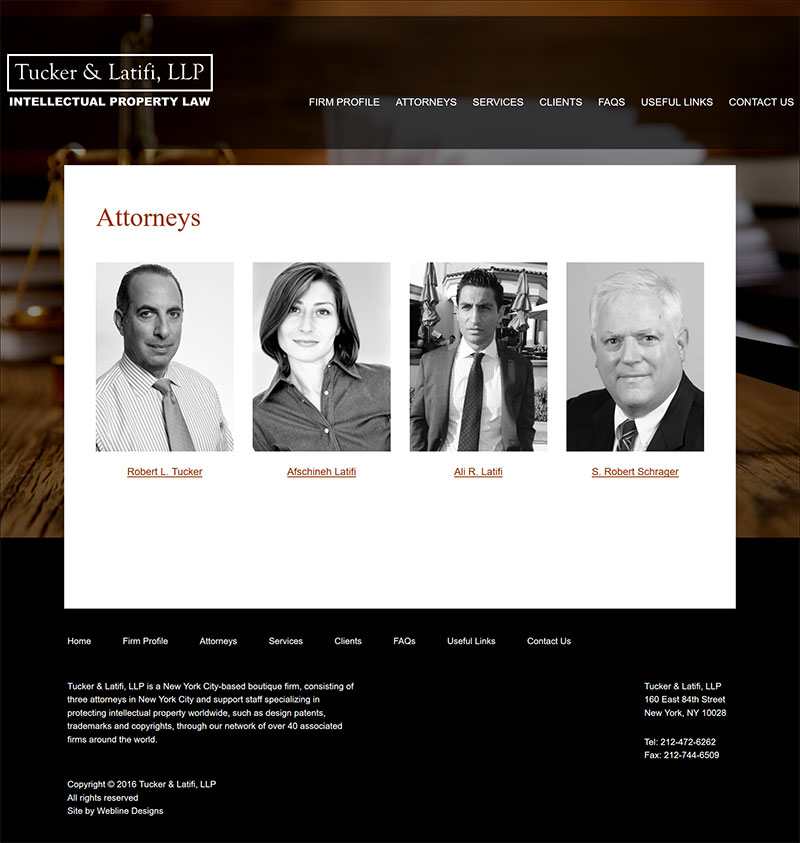 Tucker & Latifi, LLP
INTELLECTUAL PROPERTY LAW
FIRM PROFILE ATTORNEYS SERVICES CLIENTS FAQS USEFUL LINKS CONTACT US
Attorneys
Robert L. Tucker
Afschineh Latifi
Ali R. Latifi
S. Robert Schrager
Home Firm Profile Attorneys Services Clients FAQs Useful Links Contact Us
Tucker & Latifi, LLP is a New York City-based boutique firm, consisting of
three attorneys in New York City and support staff specializing in
protecting intellectual property worldwide, such as design patents,
trademarks and copyrights, through our network of over 40 associated
firms around the world.
Tucker & Latifi, LLP
160 East 84th Street
New York, NY 10028
Tel: 212-472-6262
Fax: 212-744-6509
Copyright © 2016 Tucker & Latifi, LLP
All rights reserved
Site by Webline Designs